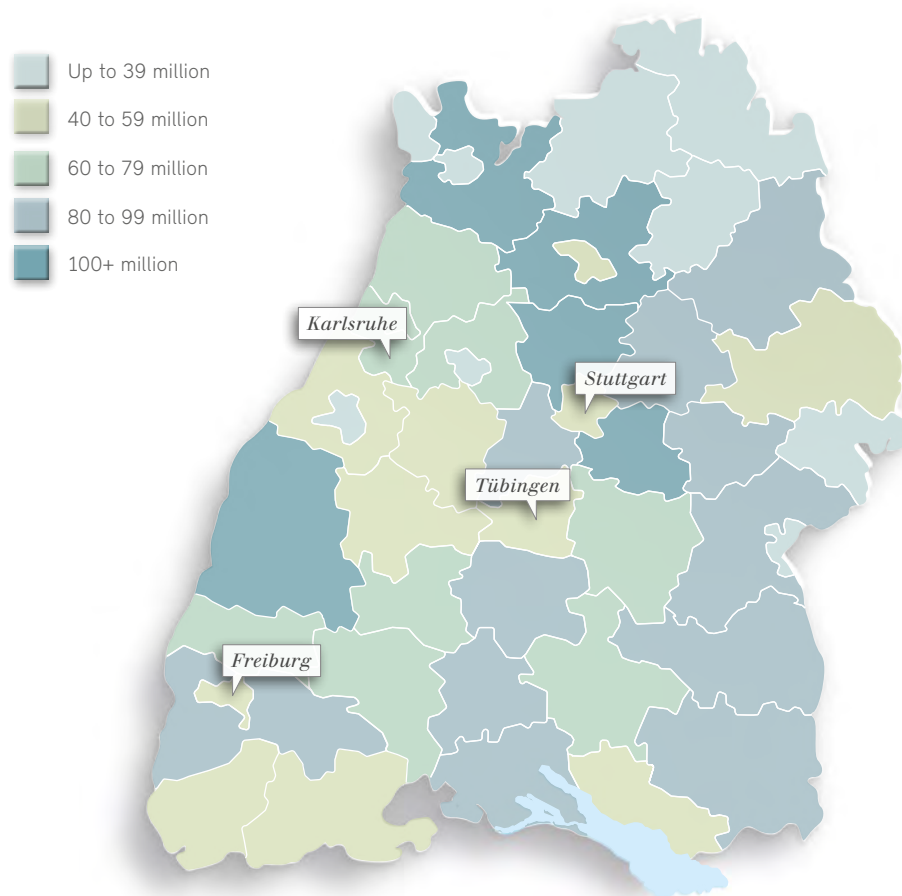 Up to 39 million
40 to 59 million
60 to 79 million
80 to 99 million
100+ million
Karlsruhe
Stuttgart
Tübingen
Freiburg